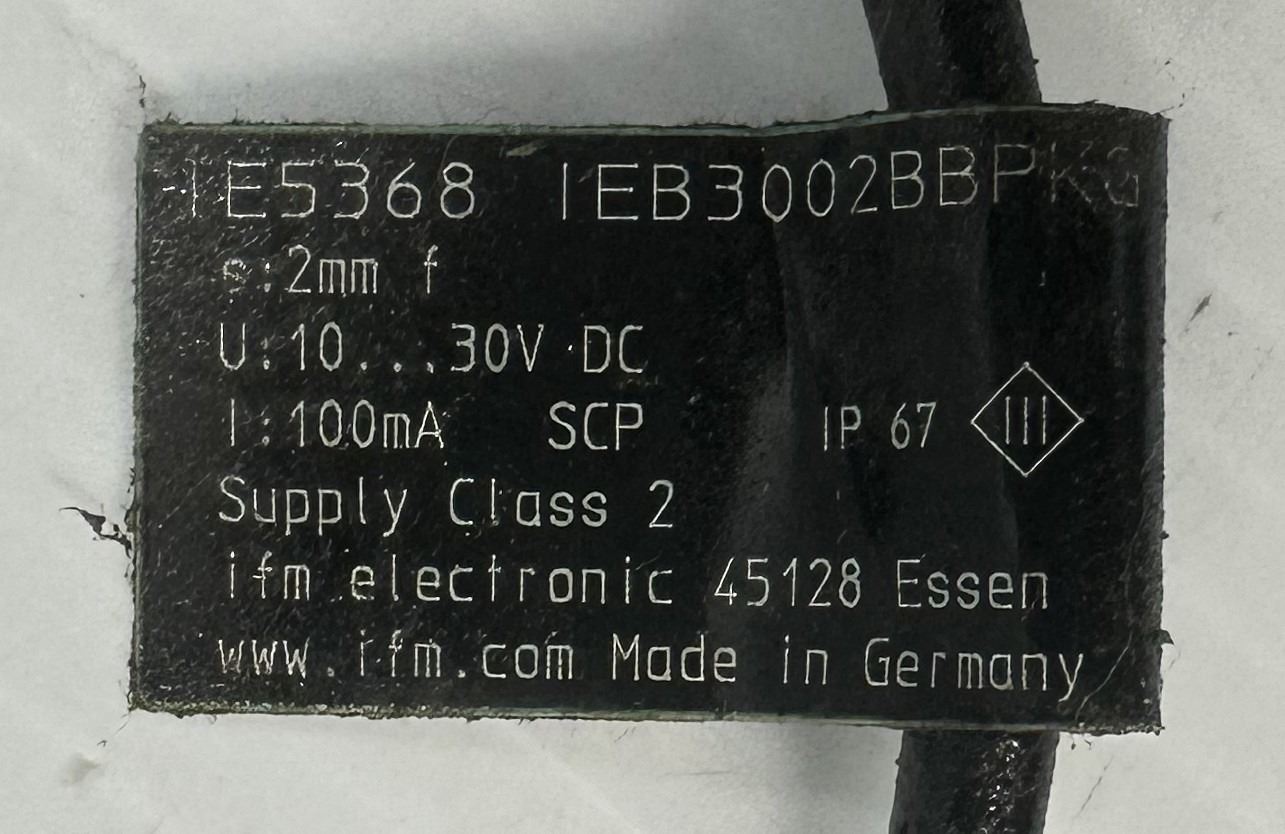 IE5368 IEB3002BBPKG
s:2mm f
U:10...30V DC
I:100mA SCP IP 67 III
Supply Class 2
ifm electronic 45128 Essen
www.ifm.com Made in Germany